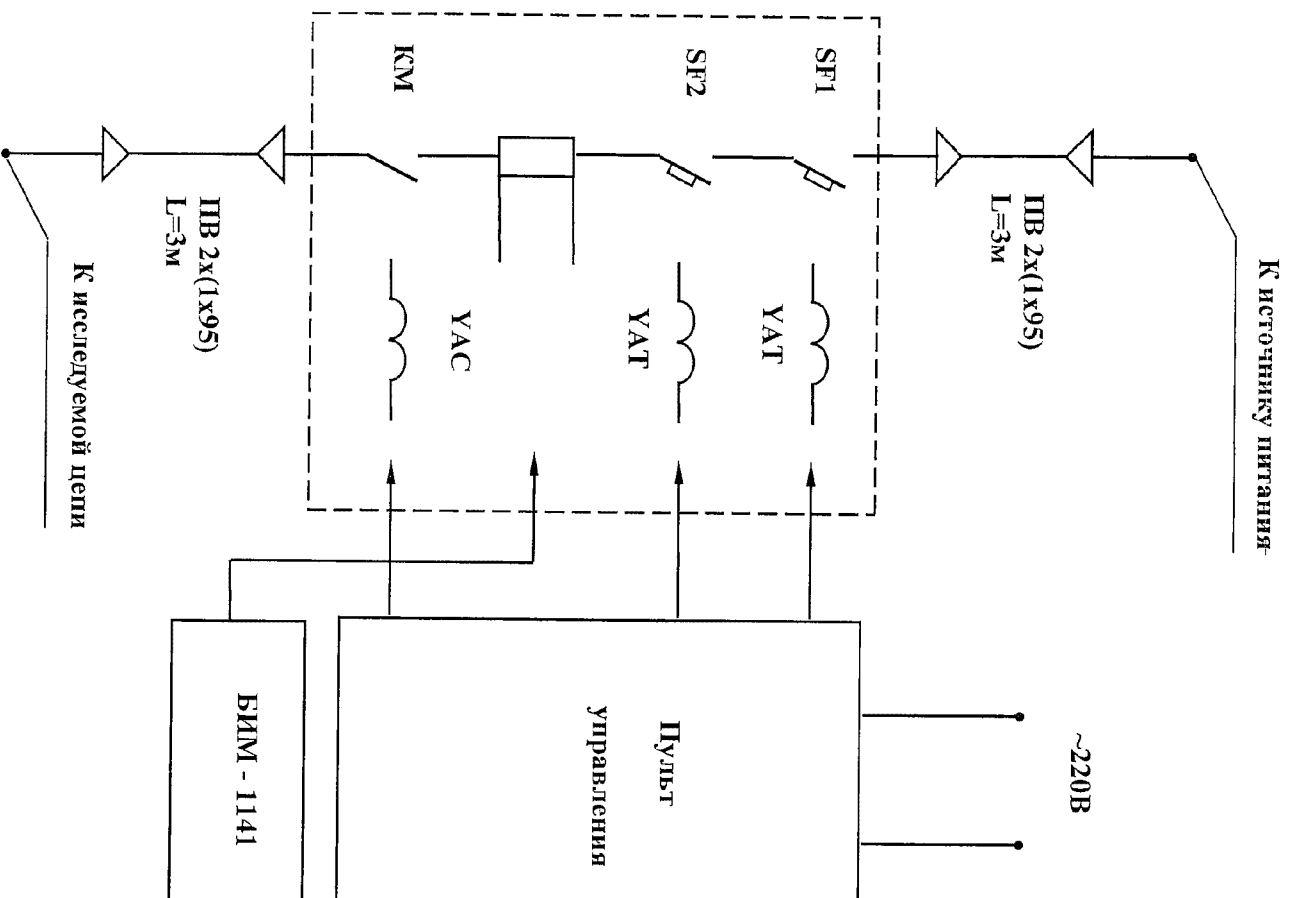 К источнику питания
ПВ 2х(1х95)
L=3м
~220В
SF1
YAT
SF2
YAT
Пульт
управления
YAC
KM
БИМ - 1141
ПВ 2х(1х95)
L=3м
К исследуемой цепи